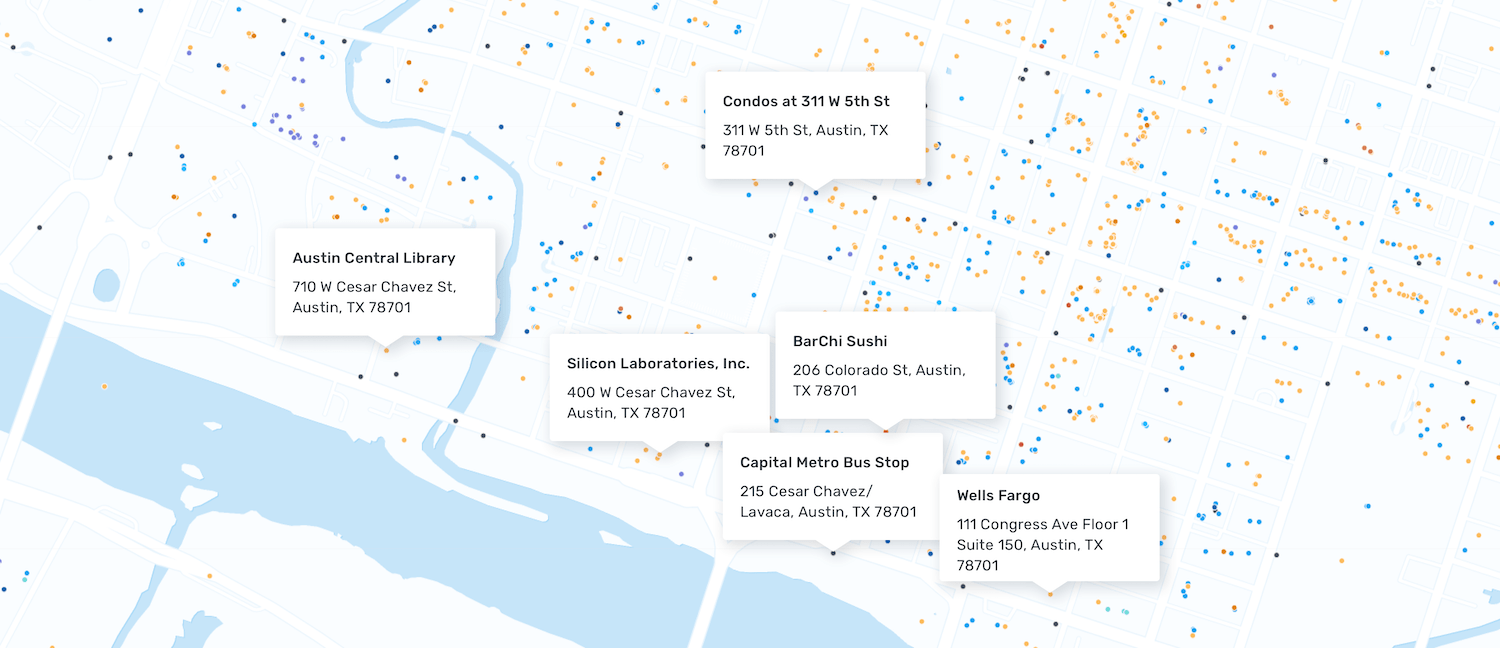 Condos at 311 W 5th St
311 W 5th St, Austin, TX
78701
Austin Central Library
710 W Cesar Chavez St,
Austin, TX 78701
Silicon Laboratories, Inc.
400 W Cesar Chavez St,
Austin, TX 78701
BarChi Sushi
206 Colorado St, Austin,
TX 78701
Capital Metro Bus Stop
215 Cesar Chavez/
Lavaca, Austin, TX 78701
Wells Fargo
111 Congress Ave Floor 1
Suite 150, Austin, TX
78701